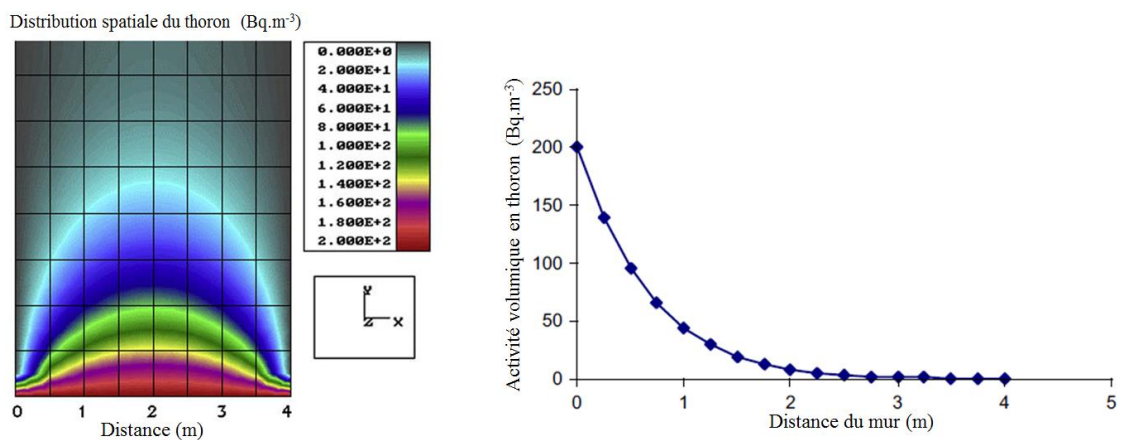 Distribution spatiale du thoron (Bq.m-3)
0.000E+0
2.000E+1
4.000E+1
6.000E+1
8.000E+1
1.000E+2
1.200E+2
1.400E+2
1.600E+2
1.800E+2
2.000E+2
Y
Z X
0 1 2 3 4
Distance (m)
Activité volumique en thoron (Bq.m-3)
250
200
150
100
50
0
0 1 2 3 4 5
Distance du mur (m)